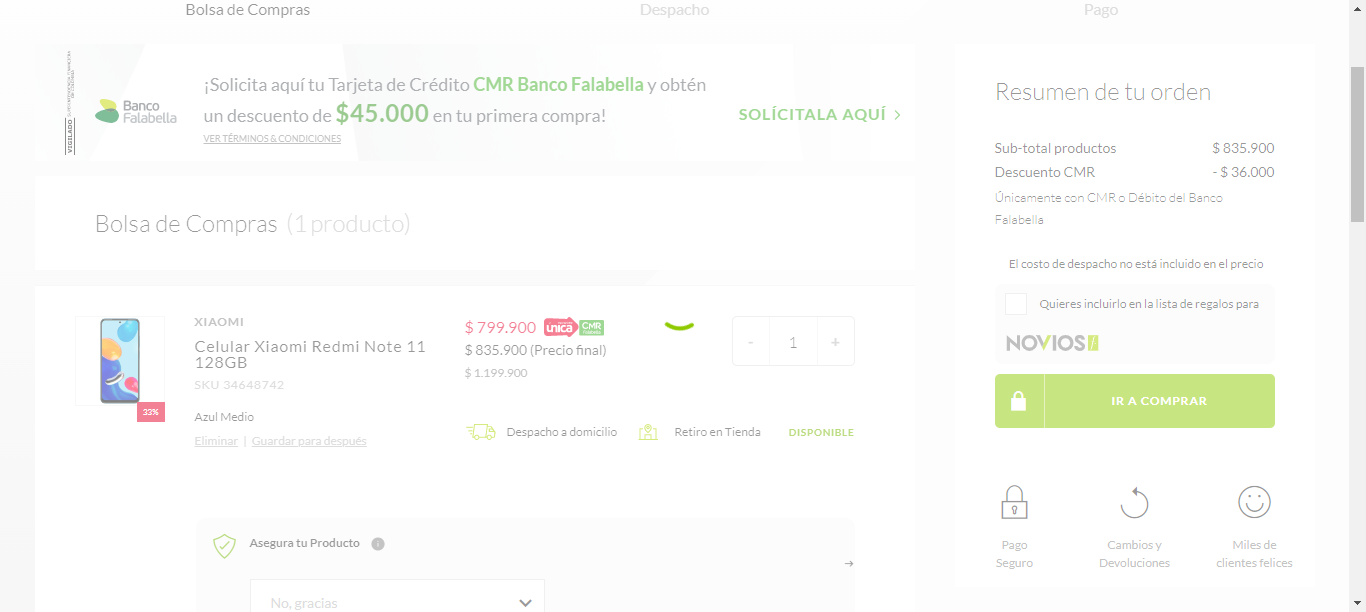 Bolsa de Compras
Despacho
Pago
VIGILADO
Banco
Falabella
¡Solicita aquí tu Tarjeta de Crédito CMR Banco Falabella y obtén
un descuento de $45.000 en tu primera compra!
VER TÉRMINOS & CONDICIONES
SOLÍCITALA AQUÍ
Bolsa de Compras (1 producto)
33%
XIAOMI
Celular Xiaomi Redmi Note 11
128GB
SKU 34648742
Azul Medio
Eliminar | Guardar para después
$ 799.900 única CMR
$ 835.900 (Precio final)
$ 1.199.900
- 1 +
Despacho a domicilio
Retiro en Tienda
DISPONIBLE
Asegura tu Producto
No, gracias
Resumen de tu orden
Sub-total productos $ 835.900
Descuento CMR - $ 36.000
Únicamente con CMR o Débito del Banco
Falabella
El costo de despacho no está incluido en el precio
Quieres incluirlo en la lista de regalos para
NOVIOS
IR A COMPRAR
Pago
Seguro
Cambios y
Devoluciones
Miles de
clientes felices